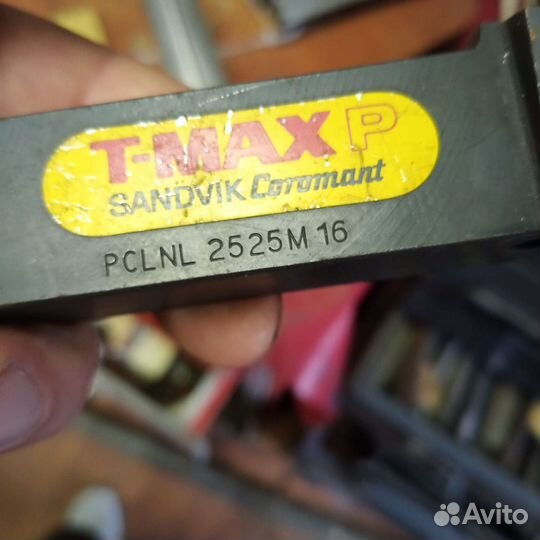 T-MAX P
SANDVIK Coromant
PCLNL 2525M 16
Avito